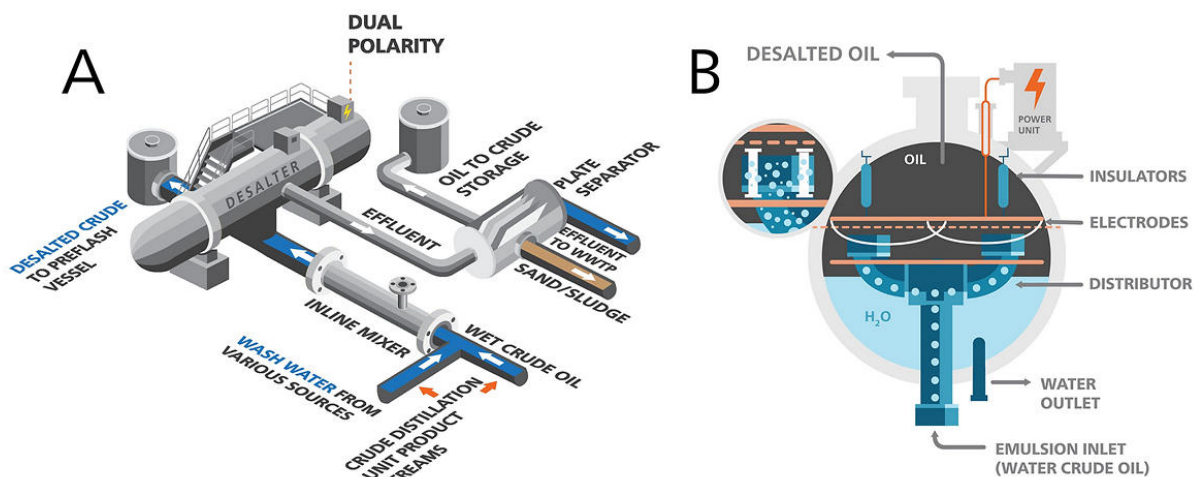 A
DUAL
POLARITY
DESALTER
OIL TO CRUDE
STORAGE
PLATE
SEPARATOR
EFFLUENT
EFFLUENT
TO WWTP
SAND/SLUDGE
DESALTED CRUDE
TO PREFLASH
VESSEL
INLINE MIXER
WET CRUDE OIL
WASH WATER FROM
VARIOUS SOURCES
CRUDE DISTILLATION
UNIT PRODUCT
B
DESALTED OIL
POWER
UNIT
OIL
INSULATORS
ELECTRODES
DISTRIBUTOR
H₂O
WATER
OUTLET
EMULSION INLET
(WATER CRUDE OIL)